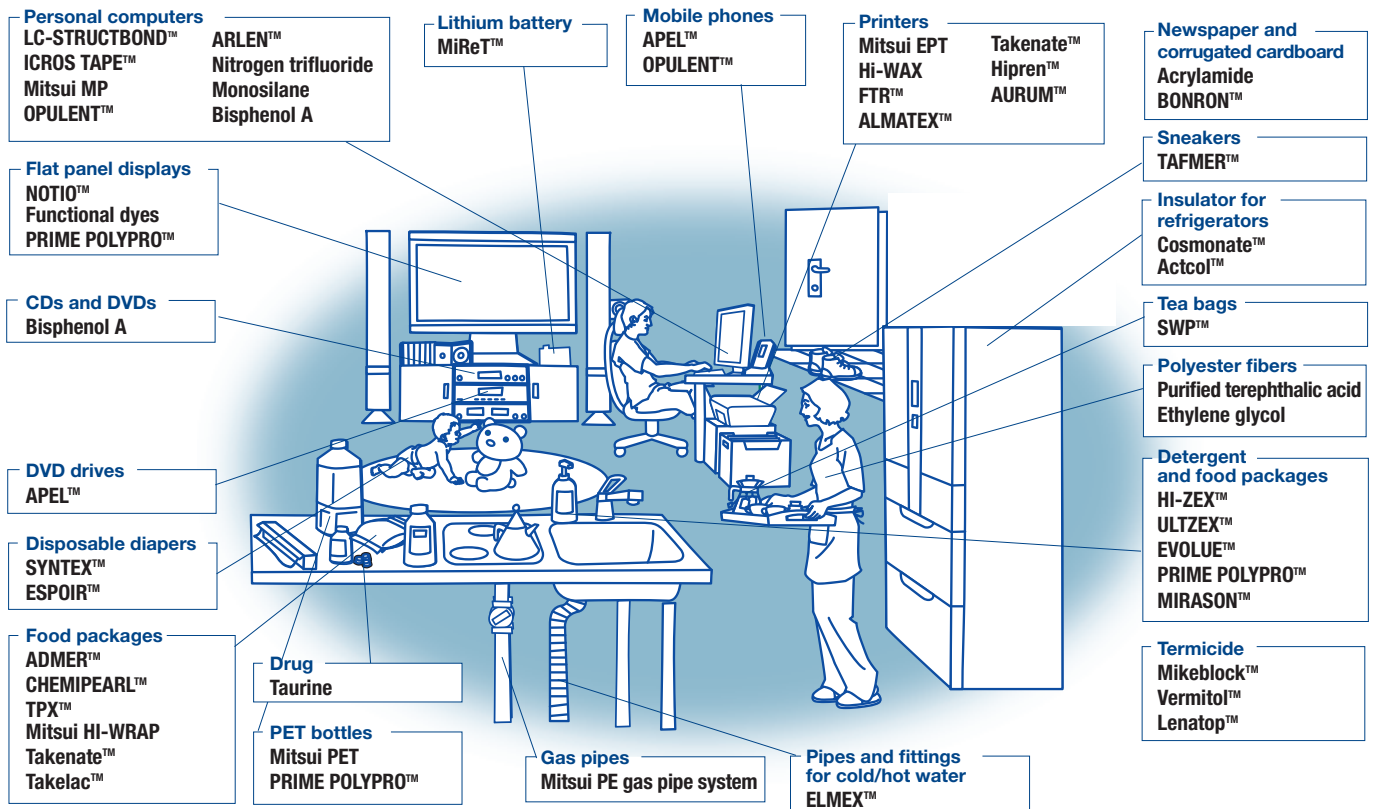 Personal computers
LC-STRUCTBOND™
ICROS TAPE™
Mitsui MP
OPULENT™
ARLEN™
Nitrogen trifluoride
Monosilane
Bisphenol A
Lithium battery
MiReT™
Mobile phones
APEL™
OPULENT™
Printers
Mitsui EPT
Hi-WAX
FTR™
ALMATEX™
Takenate™
Hipren™
AURUM™
Newspaper and
corrugated cardboard
Acrylamide
BONRON™
Sneakers
TAFMER™
Flat panel displays
NOTIO™
Functional dyes
PRIME POLYPRO™
Insulator for
refrigerators
Cosmonate™
Actcol™
CDs and DVDs
Bisphenol A
Tea bags
SWP™
Polyester fibers
Purified terephthalic acid
Ethylene glycol
DVD drives
APEL™
Detergent
and food packages
HI-ZEX™
ULTZEX™
EVOLUE™
PRIME POLYPRO™
MIRASON™
Disposable diapers
SYNTEX™
ESPOIR™
Food packages
ADMER™
CHEMIPEARL™
TPX™
Mitsui HI-WRAP
Takenate™
Takelac™
Drug
Taurine
PET bottles
Mitsui PET
PRIME POLYPRO™
Gas pipes
Mitsui PE gas pipe system
Pipes and fittings
for cold/hot water
ELMEX™
Termicide
Mikeblock™
Vermitol™
Lenatop™